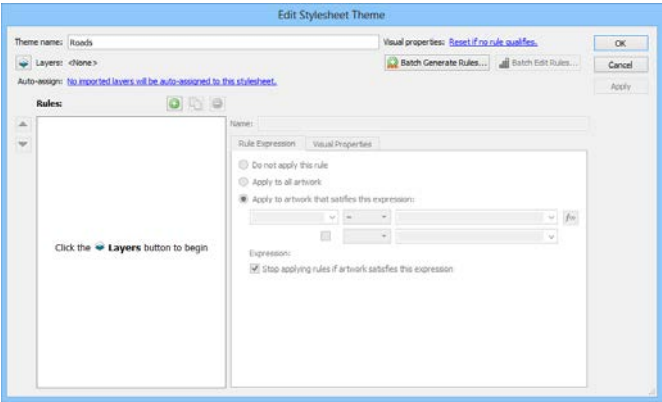 Edit Stylesheet Theme
Theme name: Roads
Visual properties: Reset if no rule qualifies.
OK
Layers: <None>
Batch Generate Rules...
Batch Edit Rules...
Cancel
Auto-assign: No imported layers will be auto-assigned to this stylesheet.
Apply
Rules:
Name:
Rule Expression
Visual Properties
Do not apply this rule
Apply to all artwork
Apply to artwork that satifies this expression:
=
f(x)
Click the Layers button to begin
Expression:
Stop applying rules if artwork satisfies this expression